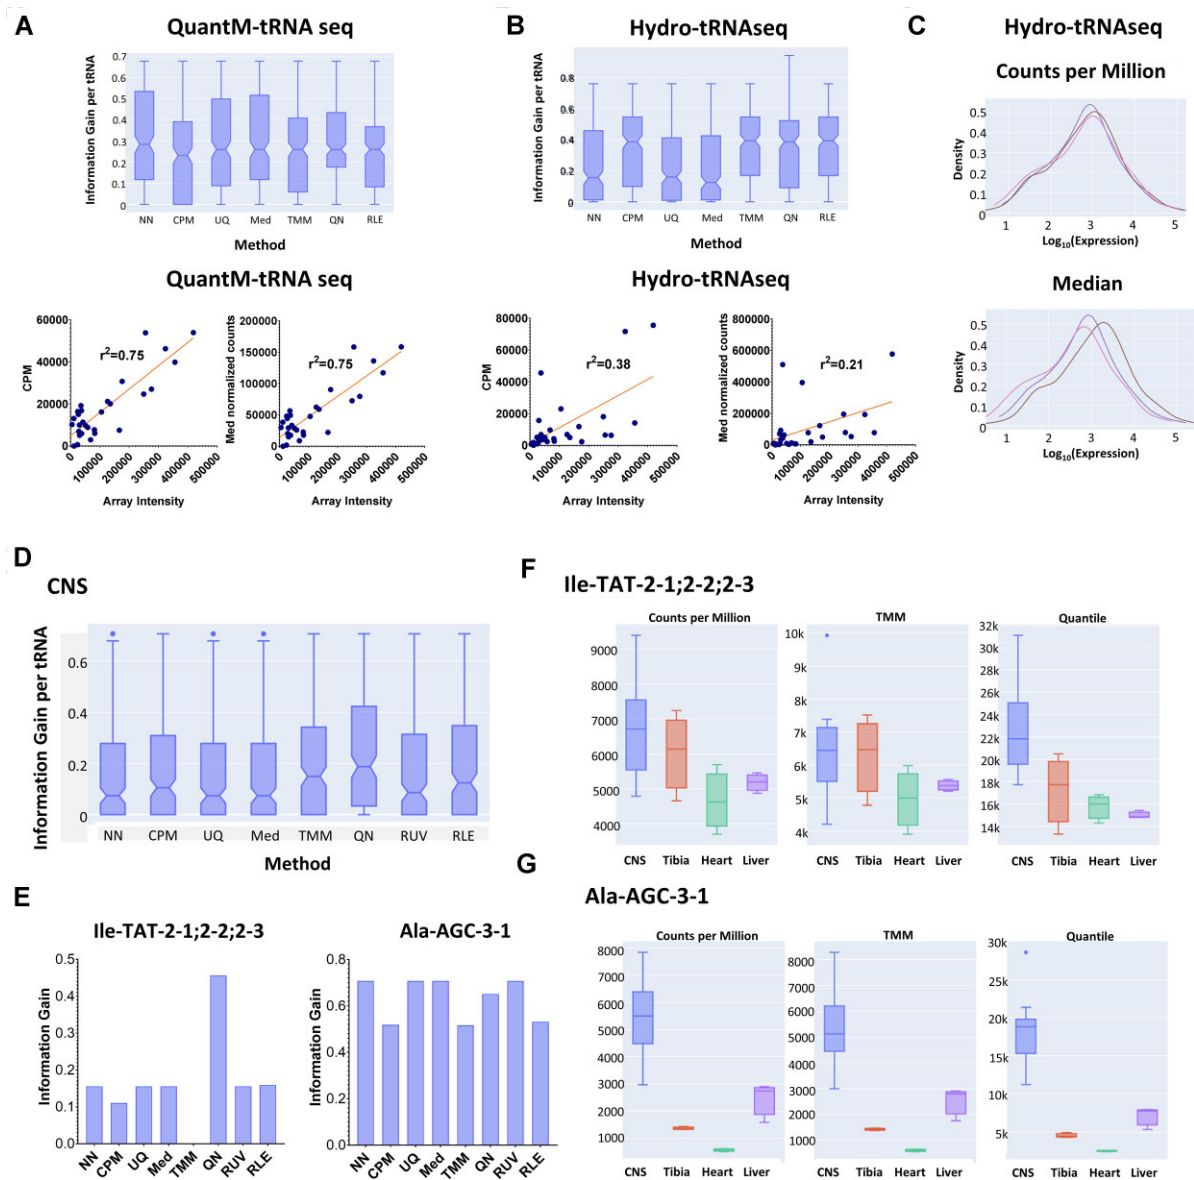 A
QuantM-tRNA seq
Information Gain per tRNA
0.7
0.6
0.5
0.4
0.3
0.2
0.1
0
NN CPM UQ Med TMM QN RLE
Method
B
Hydro-tRNAseq
Information Gain per tRNA
0.8
0.6
0.4
0.2
0
NN CPM UQ Med TMM QN RLE
Method
C
Hydro-tRNAseq
Counts per Million
Density
0.5
0.4
0.3
0.2
0.1
0
1 2 3 4 5
Log10(Expression)
Median
Density
0.5
0.4
0.3
0.2
0.1
0
1 2 3 4 5
Log10(Expression)
QuantM-tRNA seq
CPM
60000
40000
20000
0
r2=0.75
0 100000 200000 300000 400000 500000
Array Intensity
Med normalized counts
200000
150000
100000
50000
0
r2=0.75
0 100000 200000 300000 400000 500000
Array Intensity
Hydro-tRNAseq
CPM
80000
60000
40000
20000
0
r2=0.38
0 100000 200000 300000 400000 500000
Array Intensity
Med normalized counts
800000
600000
400000
200000
0
r2=0.21
0 100000 200000 300000 400000 500000
Array Intensity
D
CNS
Information Gain per tRNA
0.6
0.4
0.2
0
NN CPM UQ Med TMM QN RUV RLE
Method
E
Ile-TAT-2-1;2-2;2-3
Information Gain
0.5
0.4
0.3
0.2
0.1
0.0
NN CPM UQ Med TMM QN RUV RLE
Ala-AGC-3-1
Information Gain
0.8
0.6
0.4
0.2
0.0
NN CPM UQ Med TMM QN RUV RLE
F
Ile-TAT-2-1;2-2;2-3
Counts per Million
9000
8000
7000
6000
5000
4000
CNS Tibia Heart Liver
TMM
10k
9k
8k
7k
6k
5k
4k
CNS Tibia Heart Liver
Quantile
32k
30k
28k
26k
24k
22k
20k
18k
16k
14k
CNS Tibia Heart Liver
G
Ala-AGC-3-1
Counts per Million
8000
7000
6000
5000
4000
3000
2000
1000
CNS Tibia Heart Liver
TMM
8000
7000
6000
5000
4000
3000
2000
1000
CNS Tibia Heart Liver
Quantile
30k
25k
20k
15k
10k
5k
CNS Tibia Heart Liver